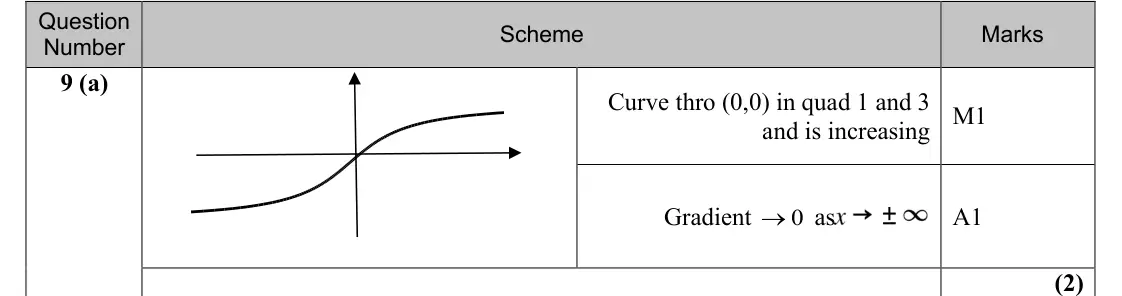 Question
Number
Scheme
Marks
9 (a)
Curve thro (0,0) in quad 1 and 3
and is increasing
M1
Gradient → 0 as x → ± ∞
A1
(2)